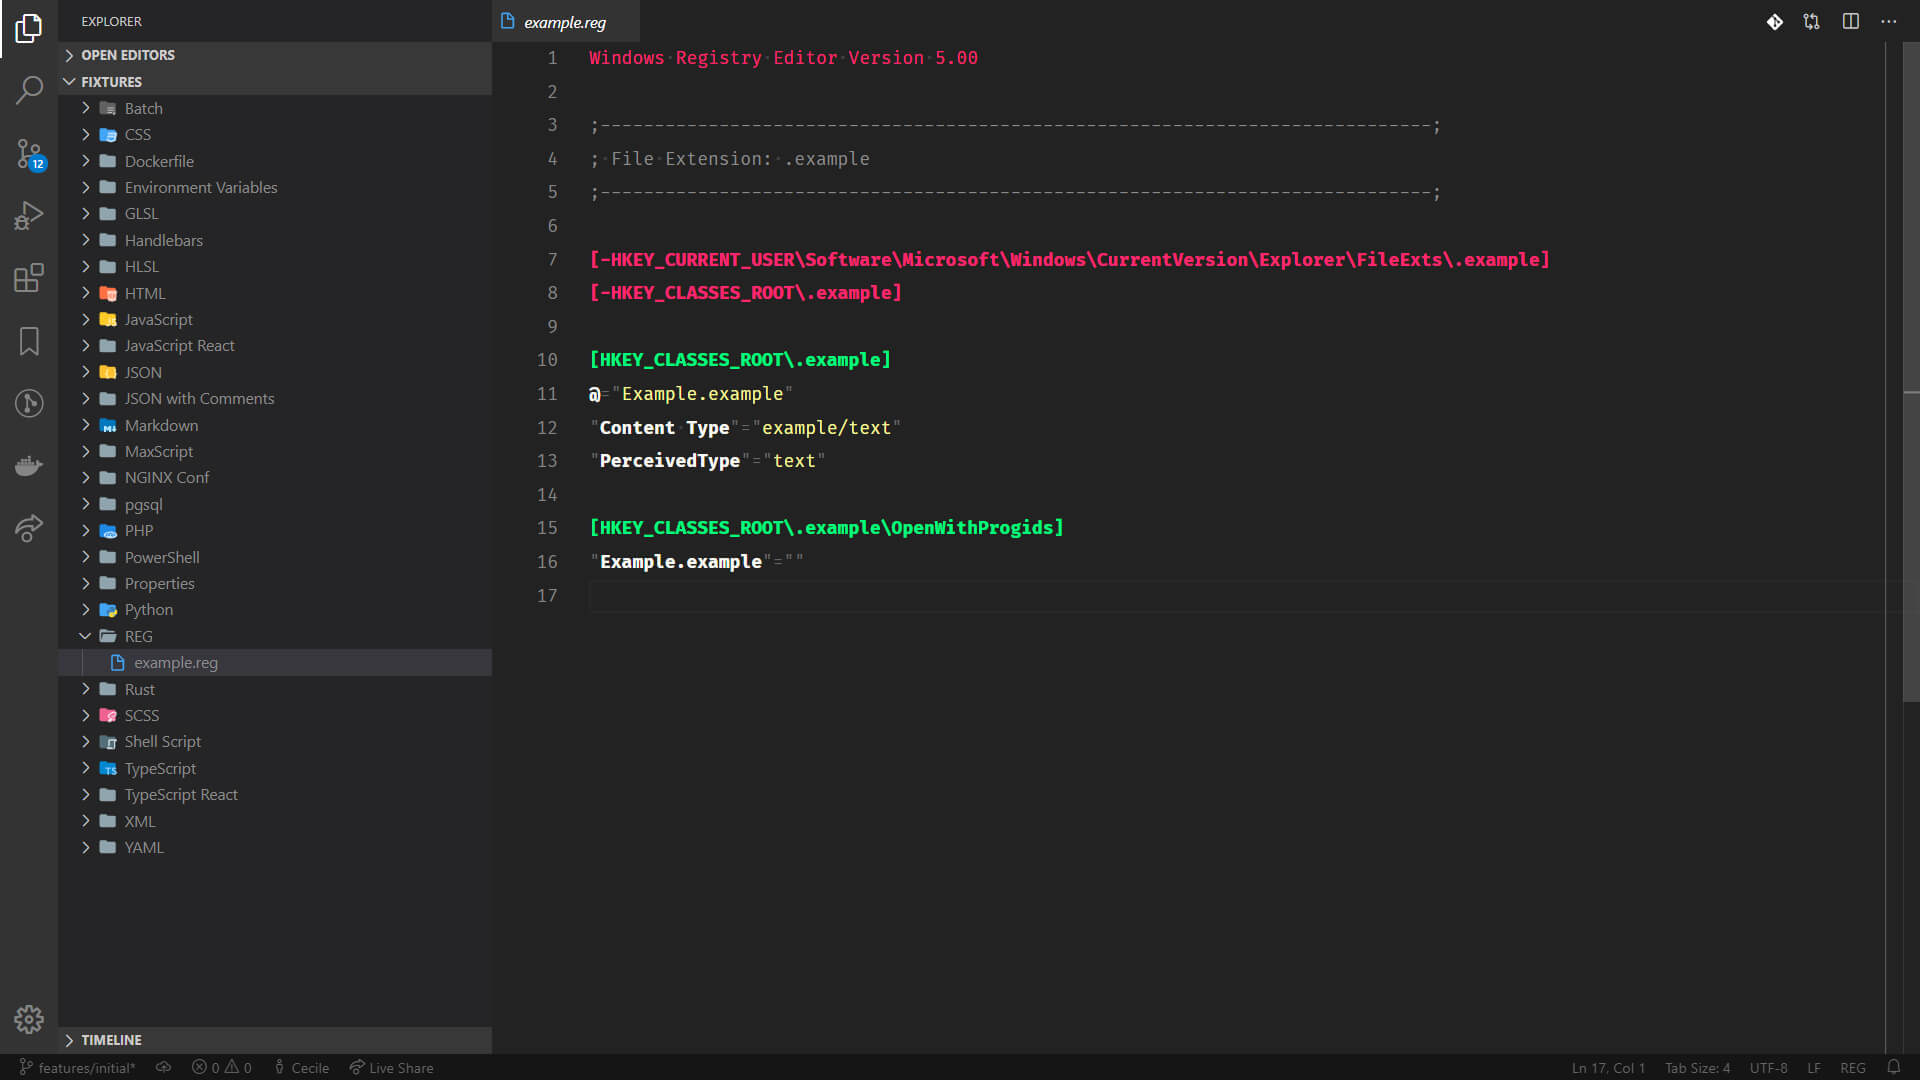 EXPLORER
OPEN EDITORS
FIXTURES
Batch
CSS
Dockerfile
Environment Variables
GLSL
Handlebars
HLSL
HTML
JavaScript
JavaScript React
JSON
JSON with Comments
Markdown
MaxScript
NGINX Conf
pgsql
PHP
PowerShell
Properties
Python
REG
example.reg
Rust
SCSS
Shell Script
TypeScript
TypeScript React
XML
YAML
TIMELINE
12
example.reg
1 Windows Registry Editor Version 5.00
2
3 ;-----------------------------------------------------------------------------;
4 ; File Extension: .example
5 ;-----------------------------------------------------------------------------;
6
7 [-HKEY_CURRENT_USER\Software\Microsoft\Windows\CurrentVersion\Explorer\FileExts\.example]
8 [-HKEY_CLASSES_ROOT\.example]
9
10 [HKEY_CLASSES_ROOT\.example]
11 @="Example.example"
12 "Content Type"="example/text"
13 "PerceivedType"="text"
14
15 [HKEY_CLASSES_ROOT\.example\OpenWithProgids]
16 "Example.example"=""
17
features/initial* 0 0 Cecile Live Share Ln 17, Col 1 Tab Size: 4 UTF-8 LF REG